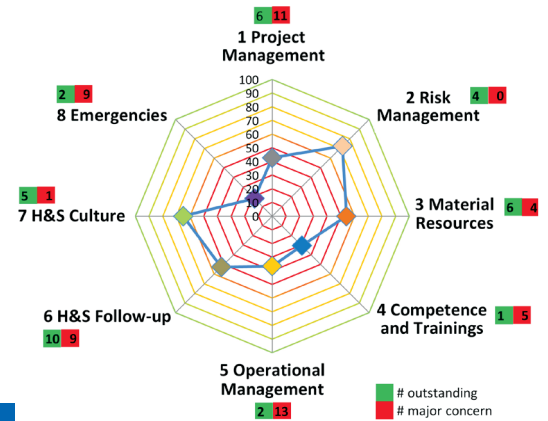 6 11
1 Project
Management
2 9
8 Emergencies
4 0
2 Risk
Management
100
90
80
70
60
50
40
30
20
10
0
5 1
7 H&S Culture
3 Material
Resources
6 4
6 H&S Follow-up
10 9
4 Competence
and Trainings
1 5
5 Operational
Management
2 13
# outstanding
# major concern